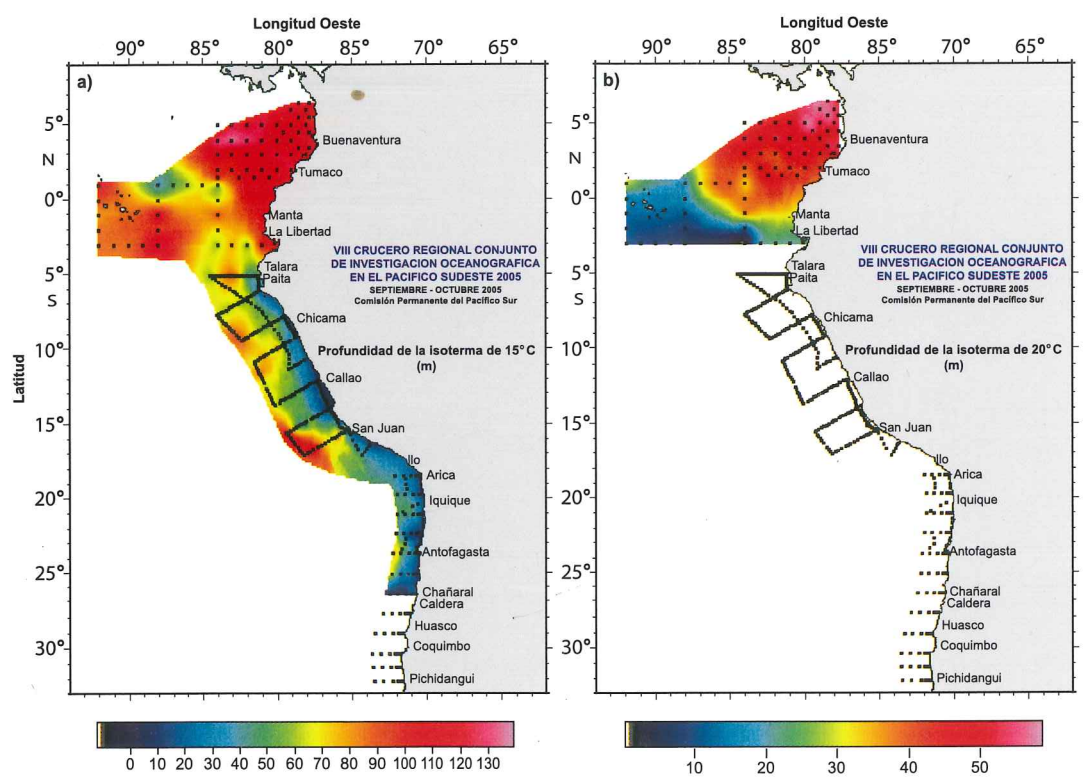 Longitud Oeste
90° 85° 80° 85° 70° 65°
a)
5°
N
0°
5°
S
10°
15°
20°
25°
30°
Latitud
Buenaventura
Tumaco
Manta
La Libertad
VIII CRUCERO REGIONAL CONJUNTO
DE INVESTIGACION OCEANOGRAFICA
EN EL PACIFICO SUDESTE 2005
SEPTIEMBRE - OCTUBRE 2005
Comisión Permanente del Pacífico Sur
Talara
Paita
Chicama
Profundidad de la isoterma de 15°C
(m)
Callao
San Juan
Ilo
Arica
Iquique
Antofagasta
Chañaral
Caldera
Huasco
Coquimbo
Pichidangui
0 10 20 30 40 50 60 70 80 90 100 110 120 130
Longitud Oeste
90° 85° 80° 85° 70° 65°
b)
5°
N
0°
5°
S
10°
15°
20°
25°
30°
Buenaventura
Tumaco
Manta
La Libertad
VIII CRUCERO REGIONAL CONJUNTO
DE INVESTIGACION OCEANOGRAFICA
EN EL PACIFICO SUDESTE 2005
SEPTIEMBRE - OCTUBRE 2005
Comisión Permanente del Pacífico Sur
Talara
Paita
Chicama
Profundidad de la isoterma de 20°C
(m)
Callao
San Juan
Ilo
Arica
Iquique
Antofagasta
Chañaral
Caldera
Huasco
Coquimbo
Pichidangui
10 20 30 40 50